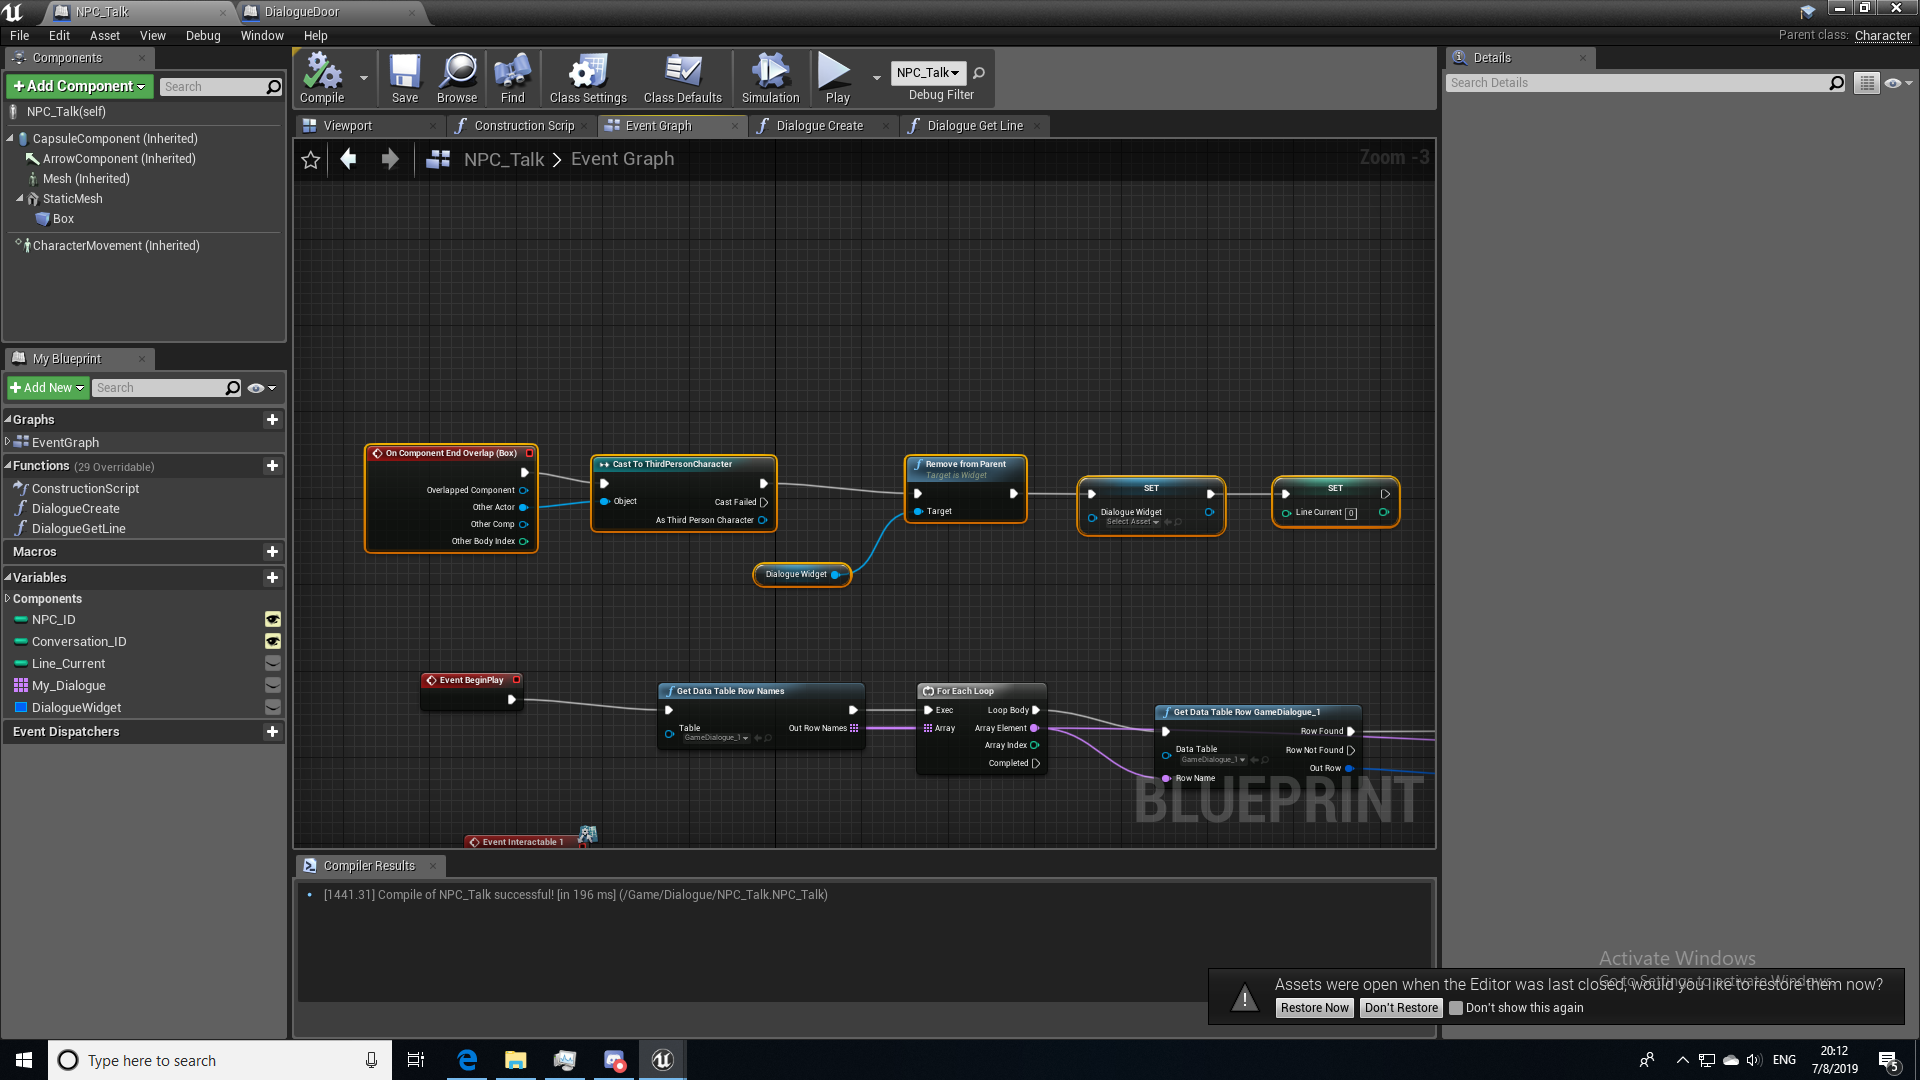 NPC_Talk
DialogueDoor
File Edit Asset View Debug Window Help
Parent class: Character
Components
+Add Component
Search
NPC_Talk(self)
CapsuleComponent (Inherited)
ArrowComponent (Inherited)
Mesh (Inherited)
StaticMesh
Box
CharacterMovement (Inherited)
My Blueprint
+Add New
Search
Graphs
EventGraph
Functions (29 Overridable)
ConstructionScript
DialogueCreate
DialogueGetLine
Macros
Variables
Components
NPC_ID
Conversation_ID
Line_Current
My_Dialogue
DialogueWidget
Event Dispatchers
Compile
Save
Browse
Find
Class Settings
Class Defaults
Simulation
Play
NPC_Talk
Debug Filter
Viewport
Construction Scrip
Event Graph
Dialogue Create
Dialogue Get Line
NPC_Talk > Event Graph
Zoom -3
On Component End Overlap (Box)
Overlapped Component
Other Actor
Other Comp
Other Body Index
Cast To ThirdPersonCharacter
Object
Cast Failed
As Third Person Character
Dialogue Widget
Remove from Parent
Target is Widget
Target
SET
Dialogue Widget
Select Asset
SET
Line Current 0
Event BeginPlay
Get Data Table Row Names
Table
GameDialogue_1
Out Row Names
For Each Loop
Exec
Loop Body
Array
Array Element
Array Index
Completed
Get Data Table Row GameDialogue_1
Row Found
Data Table
GameDialogue_1
Row Not Found
Out Row
Row Name
BLUEPRINT
Event Interactable 1
Compiler Results
[1441.31] Compile of NPC_Talk successful! [in 196 ms] (/Game/Dialogue/NPC_Talk.NPC_Talk)
Details
Search Details
Activate Windows
Go to Settings to activate Windows.
Assets were open when the Editor was last closed, would you like to restore them now?
Restore Now
Don't Restore
Don't show this again
Type here to search
ENG
20:12
7/8/2019
5